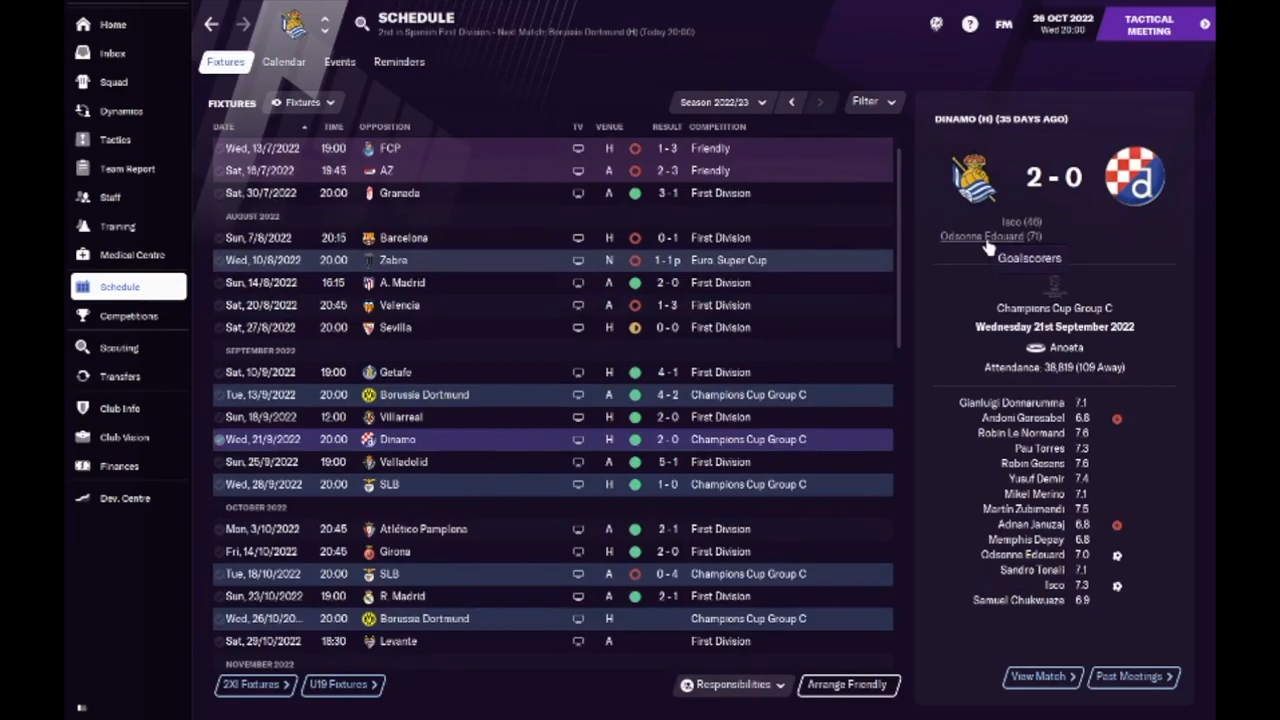 Home
Inbox
Squad
Dynamics
Tactics
Team Report
Staff
Training
Medical Centre
Schedule
Competitions
Scouting
Transfers
Club Info
Club Vision
Finances
Dev. Centre
SCHEDULE
2nd in Spanish First Division - Next Match: Borussia Dortmund (H) (Today 20:00)
FM
26 OCT 2022
Wed 20:00
TACTICAL MEETING
Fixtures Calendar Events Reminders
FIXTURES Fixtures Season 2022/23 Filter
DATE TIME OPPOSITION TV VENUE RESULT COMPETITION
Wed, 13/7/2022 19:00 FCP H 1-3 Friendly
Sat, 16/7/2022 19:45 AZ A 2-3 Friendly
Sat, 30/7/2022 20:00 Granada A 3-1 First Division
AUGUST 2022
Sun, 7/8/2022 20:15 Barcelona H 0-1 First Division
Wed, 10/8/2022 20:00 Zebre N 1-1 p Euro Super Cup
Sun, 14/8/2022 16:15 A. Madrid A 2-0 First Division
Sat, 20/8/2022 20:45 Valencia A 1-3 First Division
Sat, 27/8/2022 20:00 Sevilla H 0-0 First Division
SEPTEMBER 2022
Sat, 10/9/2022 19:00 Getafe H 4-1 First Division
Tue, 13/9/2022 20:00 Borussia Dortmund A 4-2 Champions Cup Group C
Sun, 18/9/2022 12:00 Villarreal H 2-0 First Division
Wed, 21/9/2022 20:00 Dinamo H 2-0 Champions Cup Group C
Sun, 25/9/2022 19:00 Valladolid A 5-1 First Division
Wed, 28/9/2022 20:00 SLB H 1-0 Champions Cup Group C
OCTOBER 2022
Mon, 3/10/2022 20:45 Atlético Pamplona A 2-1 First Division
Fri, 14/10/2022 20:45 Girona H 2-0 First Division
Tue, 18/10/2022 20:00 SLB A 0-4 Champions Cup Group C
Sun, 23/10/2022 19:00 R. Madrid A 2-1 First Division
Wed, 26/10/20... 20:00 Borussia Dortmund H Champions Cup Group C
Sat, 29/10/2022 18:30 Levante A First Division
NOVEMBER 2022
2XI Fixtures U19 Fixtures Responsibilities Arrange Friendly
DINAMO (H) (35 DAYS AGO)
2 - 0
Isco (46)
Odsonne Edouard (71)
Goalscorers
Champions Cup Group C
Wednesday 21st September 2022
Anoeta
Attendance: 38,819 (109 Away)
Gianluigi Donnarumma 7.1
Andoni Gorosabel 6.8
Robin Le Normand 7.6
Pau Torres 7.3
Robin Gosens 7.6
Yusuf Demir 7.4
Mikel Merino 7.1
Martín Zubimendi 7.5
Adnan Januzaj 6.8
Memphis Depay 6.8
Odsonne Edouard 7.0
Sandro Tonali 7.1
Isco 7.3
Samuel Chukwueze 6.9
View Match Past Meetings